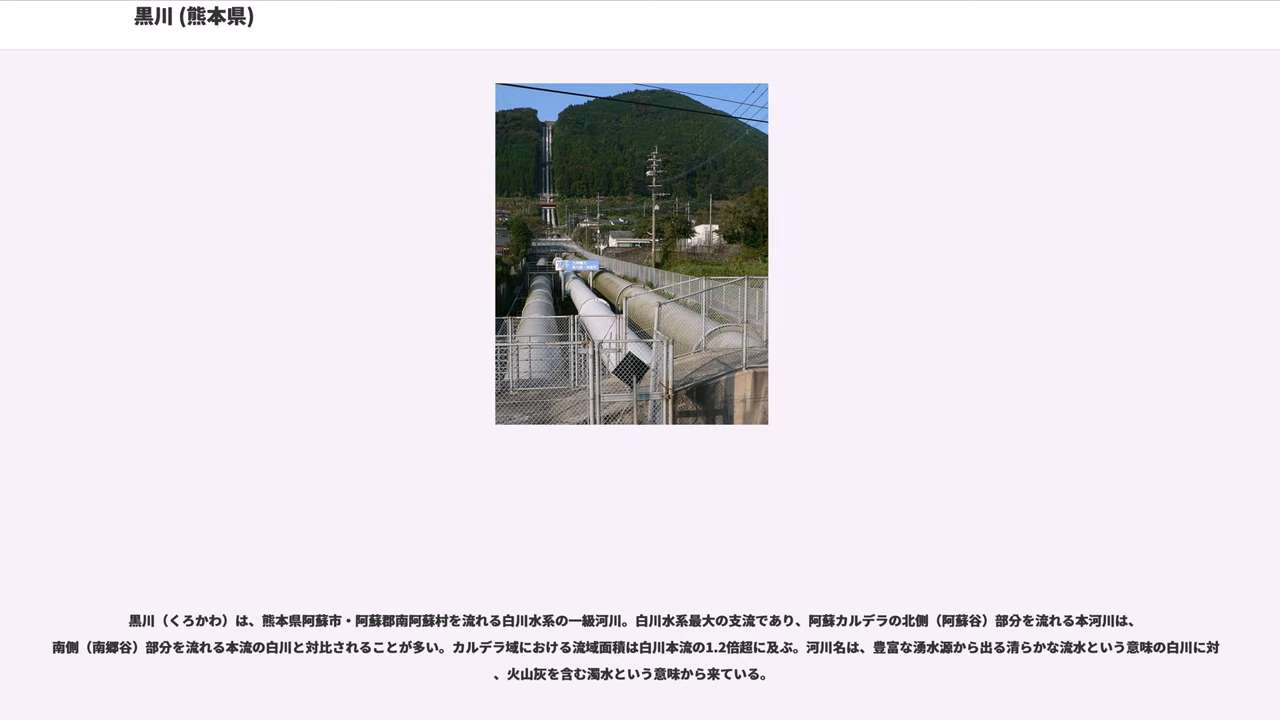 黒川 (熊本県)
黒川（くろかわ）は、熊本県阿蘇市・阿蘇郡南阿蘇村を流れる白川水系の一級河川。白川水系最大の支流であり、阿蘇カルデラの北側（阿蘇谷）部分を流れる本河川は、
南側（南郷谷）部分を流れる本流の白川と対比されることが多い。カルデラ域における流域面積は白川本流の1.2倍超に及ぶ。河川名は、豊富な湧水源から出る清らかな流水という意味の白川に対
、火山灰を含む濁水という意味から来ている。